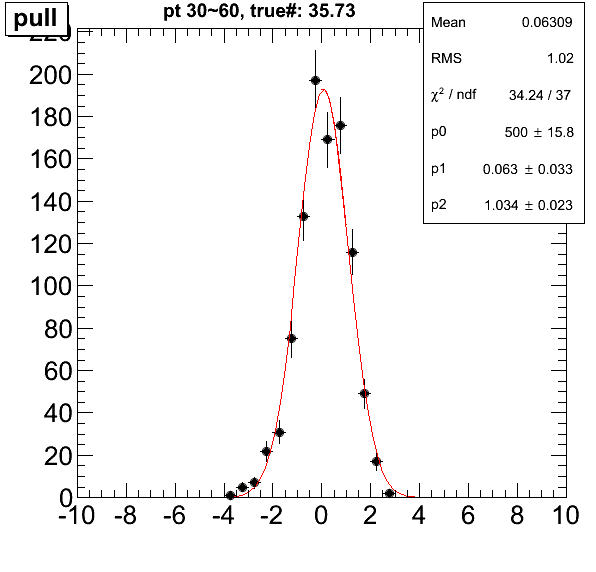 pull
pt 30~60, true#: 35.73
Mean 0.06309
RMS 1.02
χ² / ndf 34.24 / 37
p0 500 ± 15.8
p1 0.063 ± 0.033
p2 1.034 ± 0.023
220
200
180
160
140
120
100
80
60
40
20
0
-10 -8 -6 -4 -2 0 2 4 6 8 10